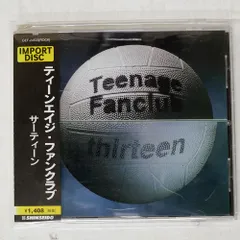 IMPORT
DISC
ティーンエイジ・ファンクラブ
サーティーン
¥1,408
SHINSEIDO
Teenage
Fanclub
thirteen